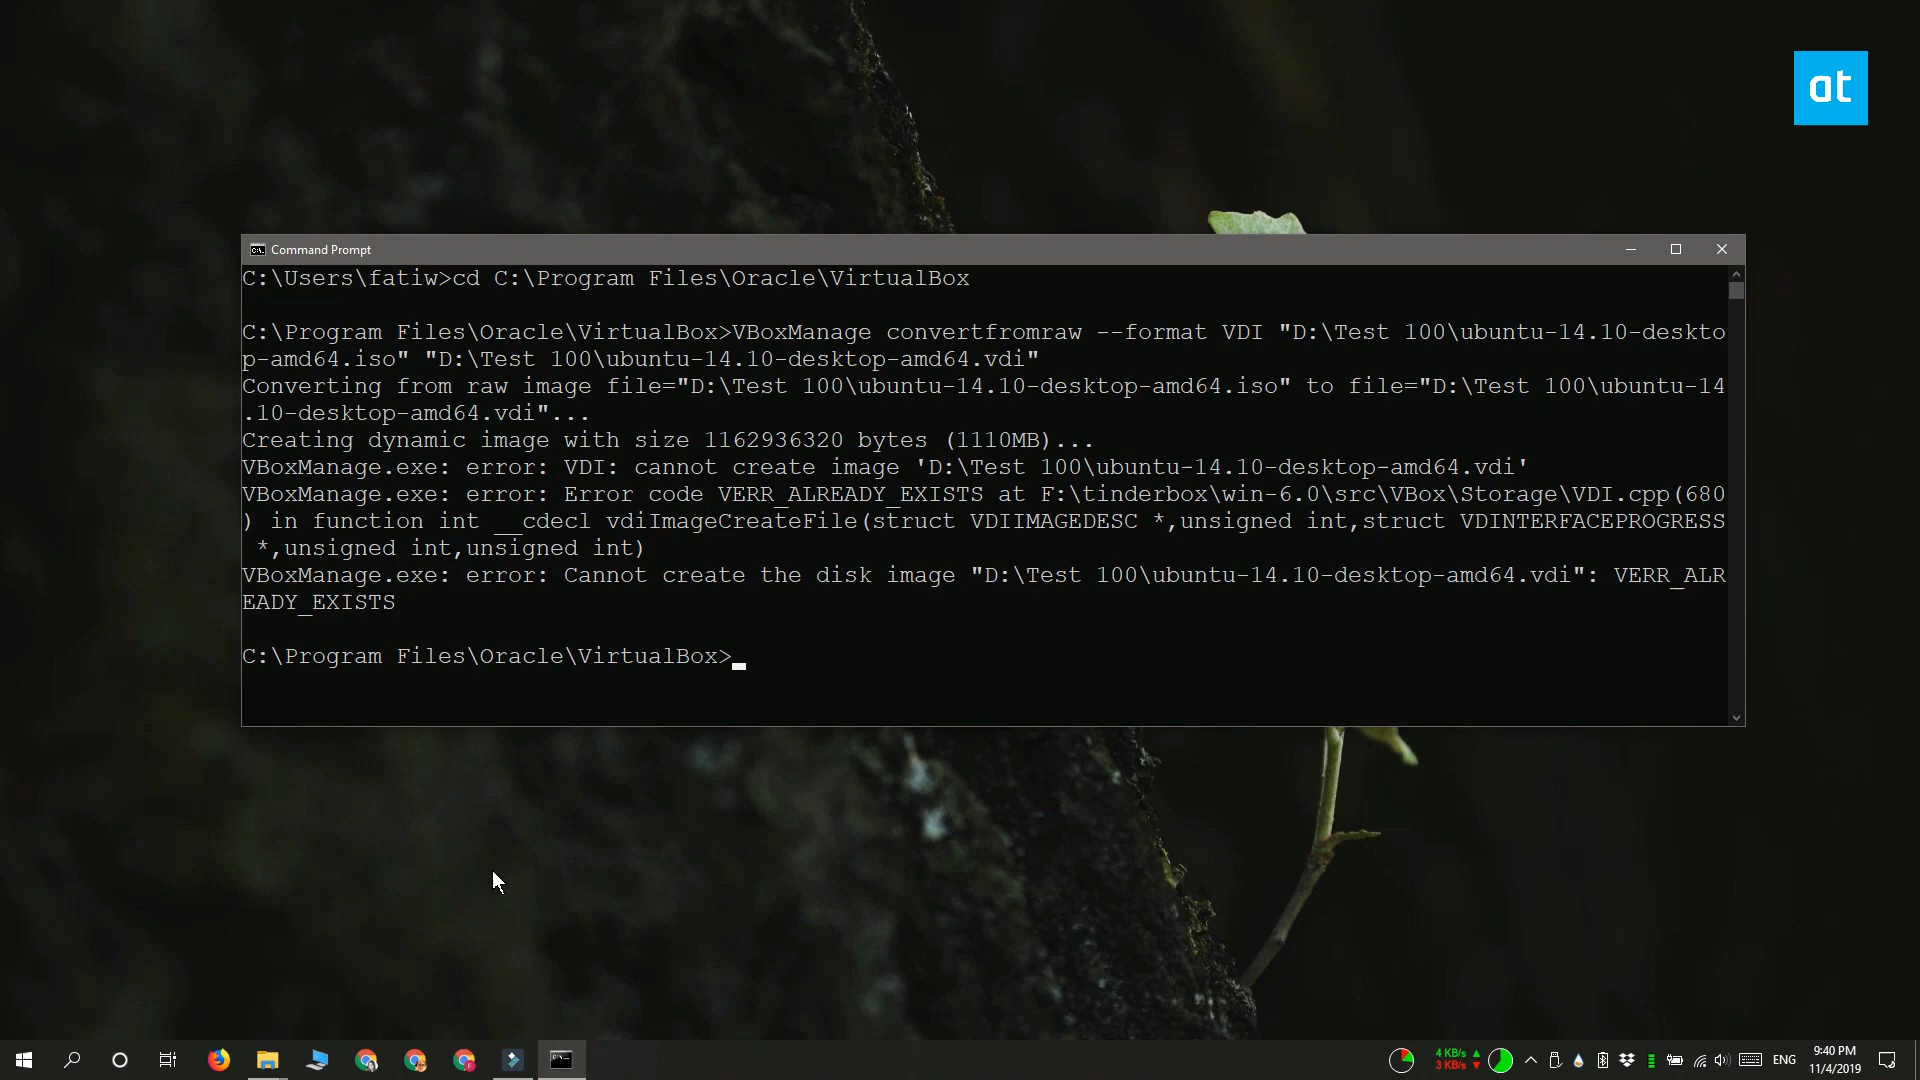 at
Command Prompt
C:\Users\fatiw>cd C:\Program Files\Oracle\VirtualBox
C:\Program Files\Oracle\VirtualBox>VBoxManage convertfromraw --format VDI "D:\Test 100\ubuntu-14.10-deskto
p-amd64.iso" "D:\Test 100\ubuntu-14.10-desktop-amd64.vdi"
Converting from raw image file="D:\Test 100\ubuntu-14.10-desktop-amd64.iso" to file="D:\Test 100\ubuntu-14
.10-desktop-amd64.vdi"...
Creating dynamic image with size 1162936320 bytes (1110MB)...
VBoxManage.exe: error: VDI: cannot create image 'D:\Test 100\ubuntu-14.10-desktop-amd64.vdi'
VBoxManage.exe: error: Error code VERR_ALREADY_EXISTS at F:\tinderbox\win-6.0\src\VBox\Storage\VDI.cpp(680
) in function int __cdecl vdiImageCreateFile(struct VDIIMAGEDESC *,unsigned int,struct VDINTERFACEPROGRESS
 *,unsigned int,unsigned int)
VBoxManage.exe: error: Cannot create the disk image "D:\Test 100\ubuntu-14.10-desktop-amd64.vdi": VERR_ALR
EADY_EXISTS
C:\Program Files\Oracle\VirtualBox>
4 KB/s
3 KB/s
ENG
9:40 PM
11/4/2019